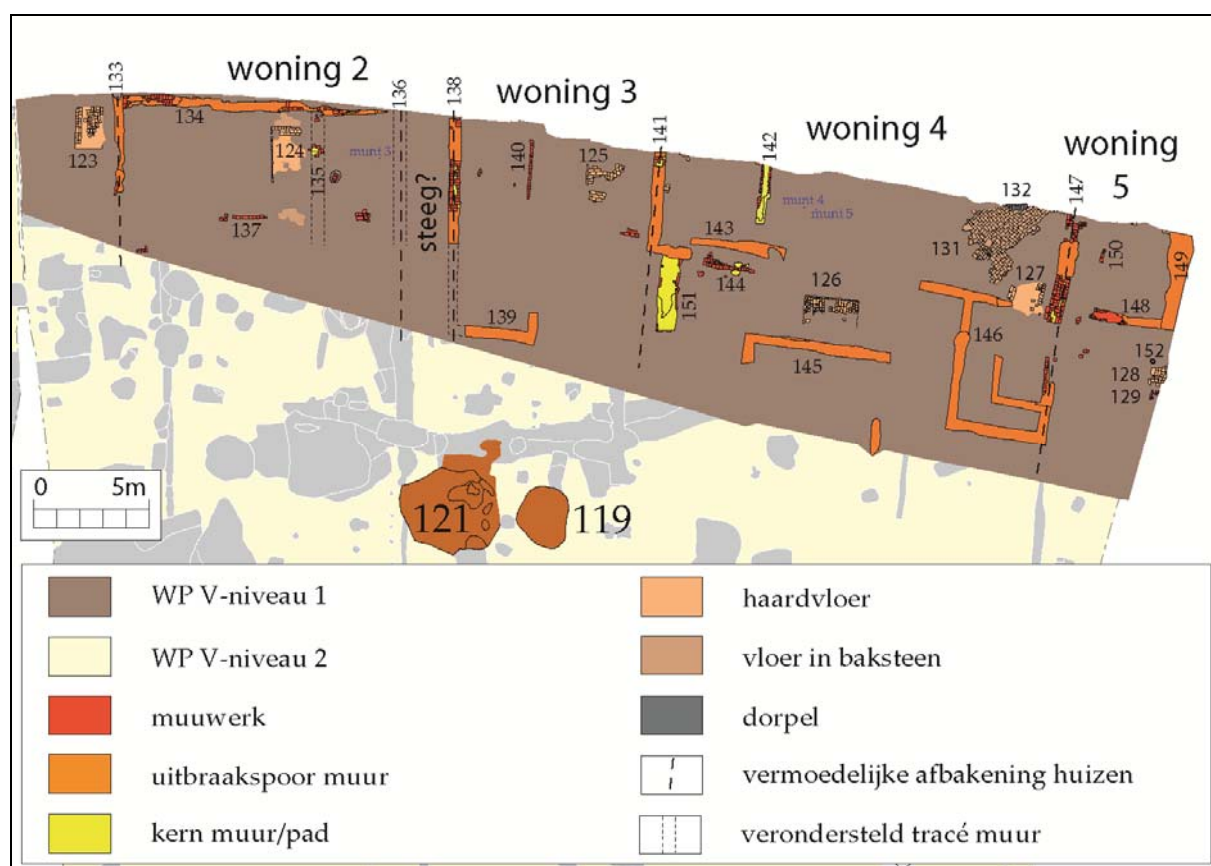 woning 2
woning 3
woning 4
woning
5
133
134
123
124
135
munt 3
136
137
steeg?
138
140
125
139
141
142
munt 4
munt 5
143
144
151
126
145
132
131
127
146
147
150
149
148
152
128
129
121
119
0 5m
WP V-niveau 1
WP V-niveau 2
muuwerk
uitbraakspoor muur
kern muur/pad
haardvloer
vloer in baksteen
dorpel
vermoedelijke afbakening huizen
verondersteld tracé muur